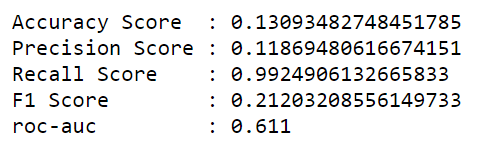 Accuracy Score  : 0.13093482748451785
Precision Score : 0.11869480616674151
Recall Score    : 0.9924906132665833
F1 Score        : 0.21203208556149733
roc-auc         : 0.611